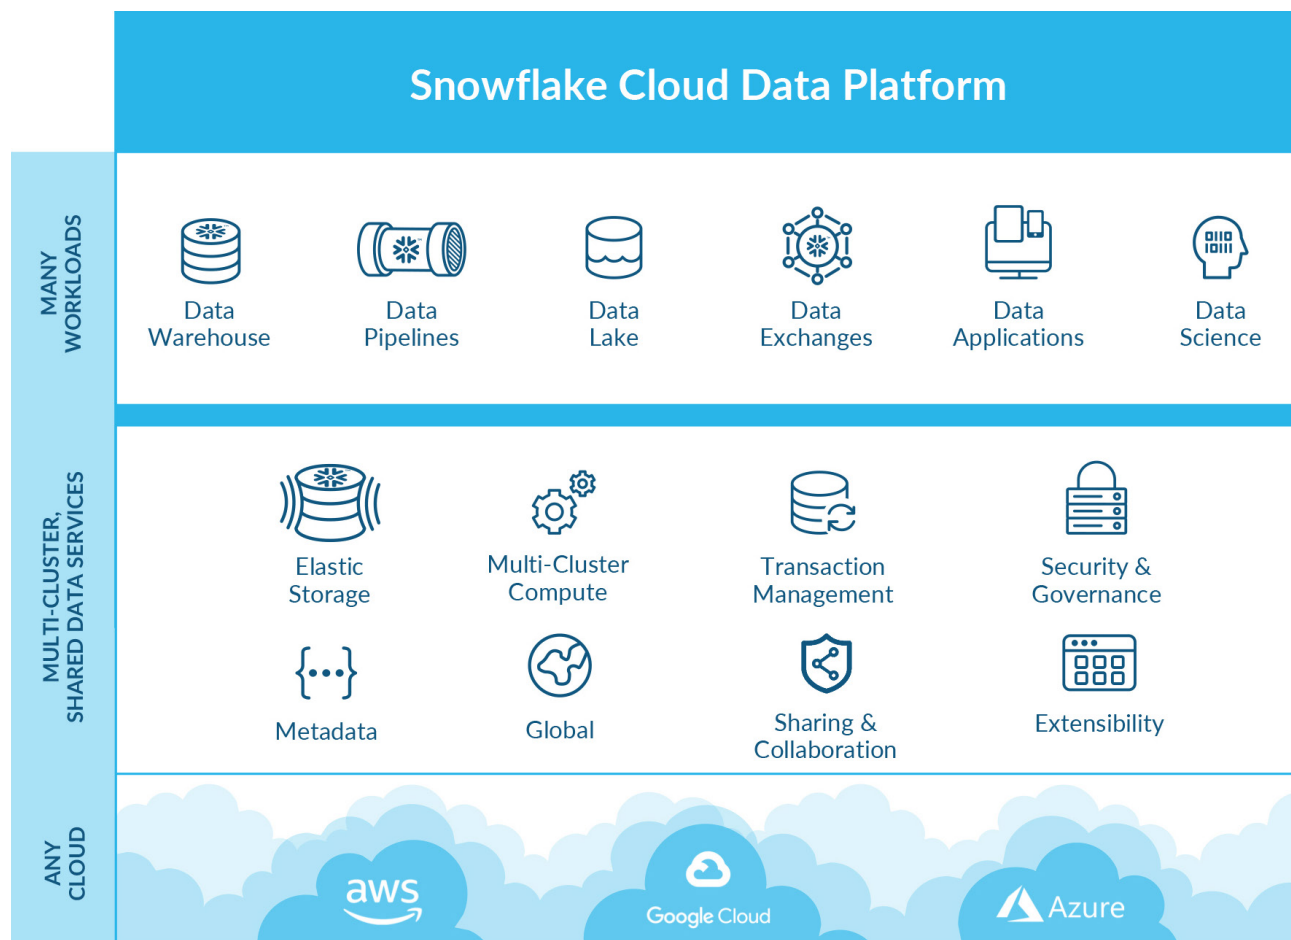 Snowflake Cloud Data Platform
MANY
WORKLOADS
Data
Warehouse
Data
Pipelines
Data
Lake
Data
Exchanges
Data
Applications
0110
10111
Data
Science
MULTI-CLUSTER,
SHARED DATA SERVICES
Elastic
Storage
Multi-Cluster
Compute
Transaction
Management
Security &
Governance
Metadata
Global
Sharing &
Collaboration
Extensibility
ANY
CLOUD
aws
Google Cloud
Azure